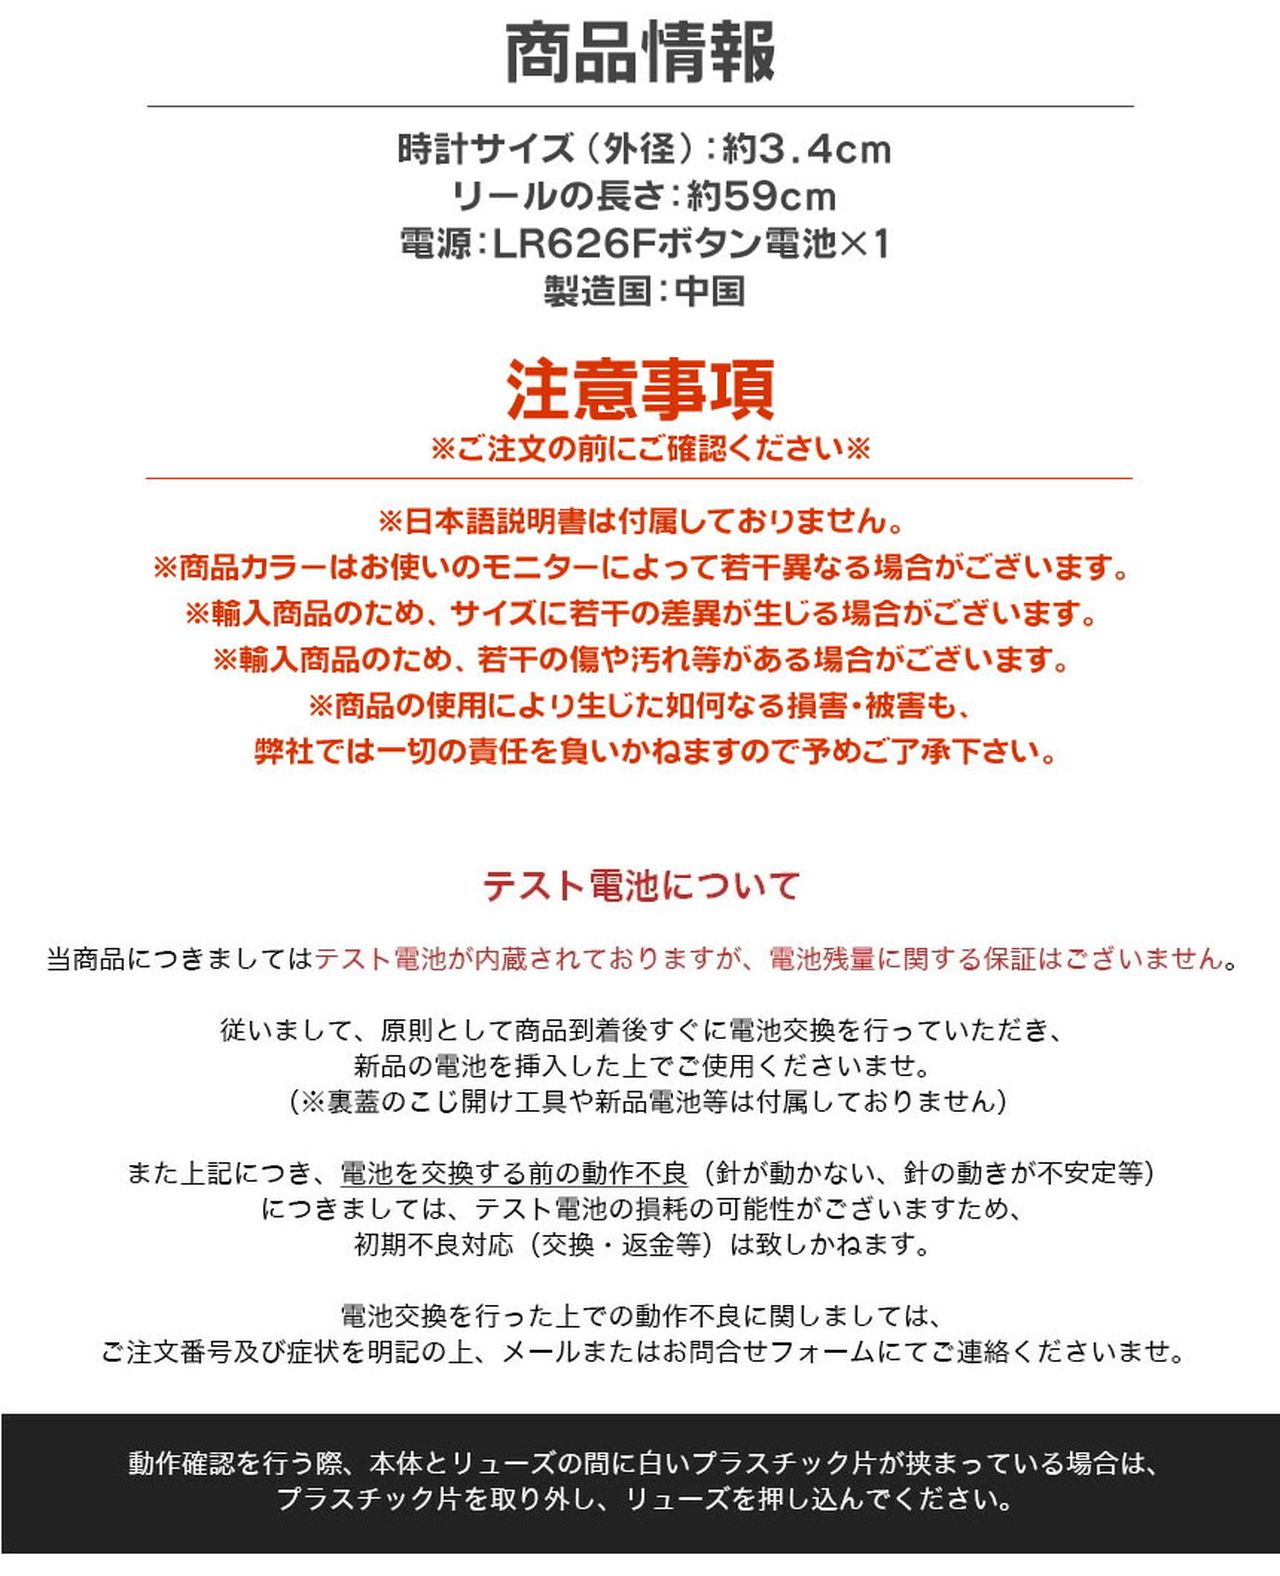 商品情報
時計サイズ(外径):約3.4cm
リールの長さ:約59cm
電源:LR626Fボタン電池×1
製造国:中国
注意事項
※ご注文の前にご確認ください※
※日本語説明書は付属しておりません。
※商品カラーはお使いのモニターによって若干異なる場合がございます。
※輸入商品のため、サイズに若干の差異が生じる場合がございます。
※輸入商品のため、若干の傷や汚れ等がある場合がございます。
※商品の使用により生じた如何なる損害・被害も、
弊社では一切の責任を負いかねますので予めご了承下さい。
テスト電池について
当商品につきましてはテスト電池が内蔵されておりますが、電池残量に関する保証はございません。
従いまして、原則として商品到着後すぐに電池交換を行っていただき、
新品の電池を挿入した上でご使用くださいませ。
(※裏蓋のこじ開け工具や新品電池等は付属しておりません)
また上記につき、電池を交換する前の動作不良(針が動かない、針の動きが不安定等)
につきましては、テスト電池の損耗の可能性がございますため、
初期不良対応(交換・返金等)は致しかねます。
電池交換を行った上での動作不良に関しましては、
ご注文番号及び症状を明記の上、メールまたはお問合せフォームにてご連絡くださいませ。
動作確認を行う際、本体とリューズの間に白いプラスチック片が挟まっている場合は、
プラスチック片を取り外し、リューズを押し込んでください。